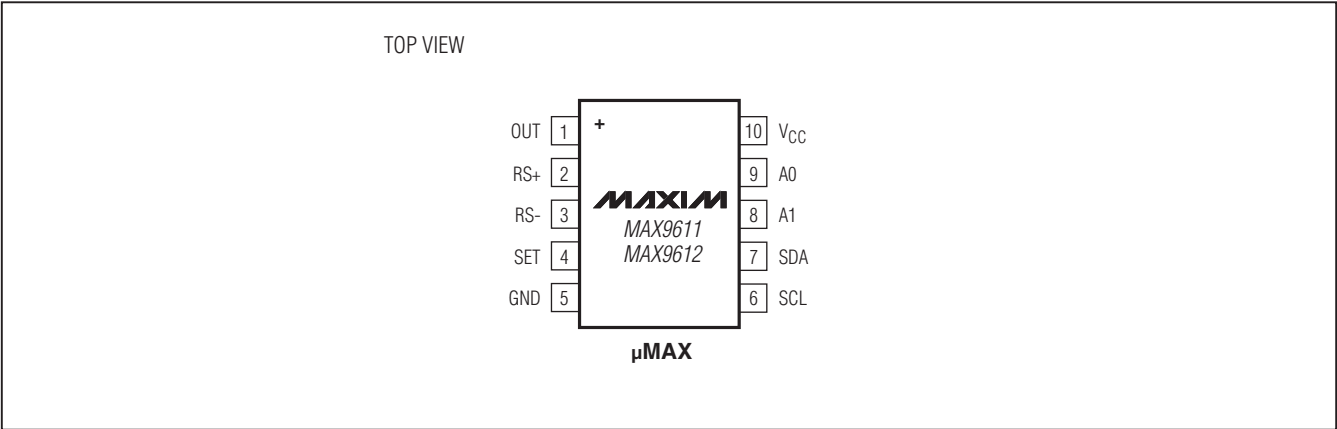 TOP VIEW
OUT 1 + 10 VCC
RS+ 2 9 A0
RS- 3 MAXIM 8 A1
MAX9611
SET 4 MAX9612 7 SDA
GND 5 6 SCL
µMAX